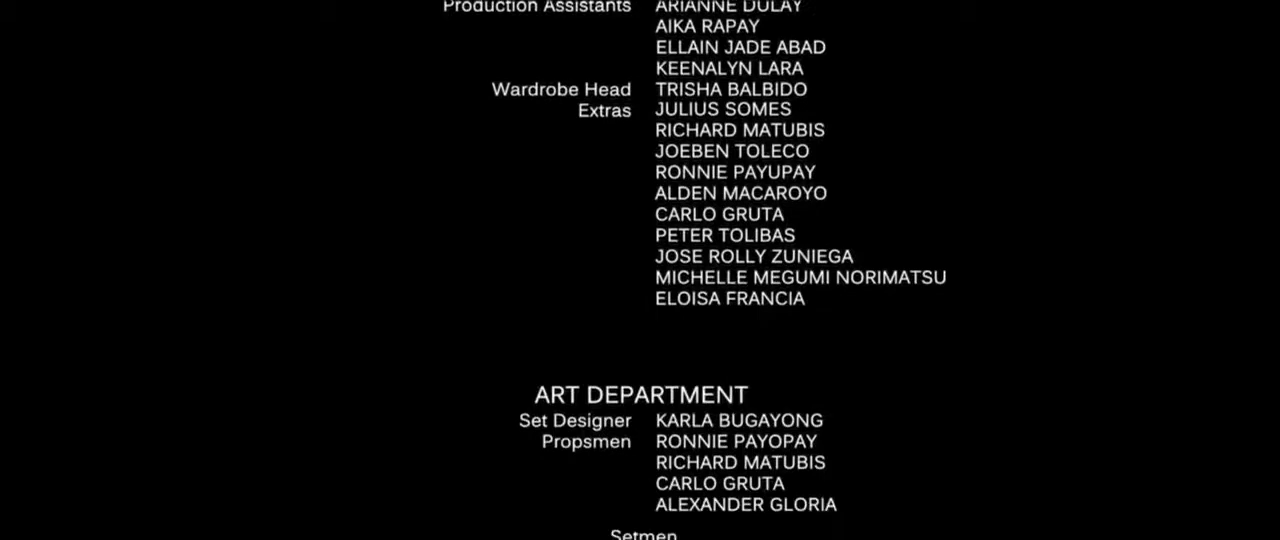 Production Assistants ARIANNE DULAY
AIKA RAPAY
ELLAIN JADE ABAD
KEENALYN LARA
Wardrobe Head TRISHA BALBIDO
Extras JULIUS SOMES
RICHARD MATUBIS
JOEBEN TOLECO
RONNIE PAYUPAY
ALDEN MACAROYO
CARLO GRUTA
PETER TOLIBAS
JOSE ROLLY ZUNIEGA
MICHELLE MEGUMI NORIMATSU
ELOISA FRANCIA
ART DEPARTMENT
Set Designer KARLA BUGAYONG
Propsmen RONNIE PAYOPAY
RICHARD MATUBIS
CARLO GRUTA
ALEXANDER GLORIA
Setmen